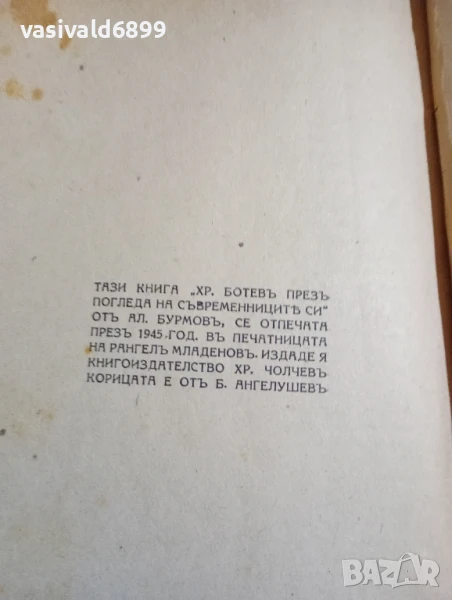 vasivald6899
ТАЗИ КНИГА „ХР. БОТЕВЪ ПРЕЗЪ
ПОГЛЕДА НА СЪВРЕМЕННИЦИТѢ СИ“
ОТЪ АЛ. БУРМОВЪ, СЕ ОТПЕЧАТА
ПРЕЗЪ 1945 ГОД. ВЪ ПЕЧАТНИЦАТА
НА РАНГЕЛЪ МЛАДЕНОВЪ. ИЗДАДЕ Я
КНИГОИЗДАТЕЛСТВО ХР. ЧОЛЧЕВЪ
КОРИЦАТА Е ОТЪ Б. АНГЕЛУШЕВЪ
BAZAR